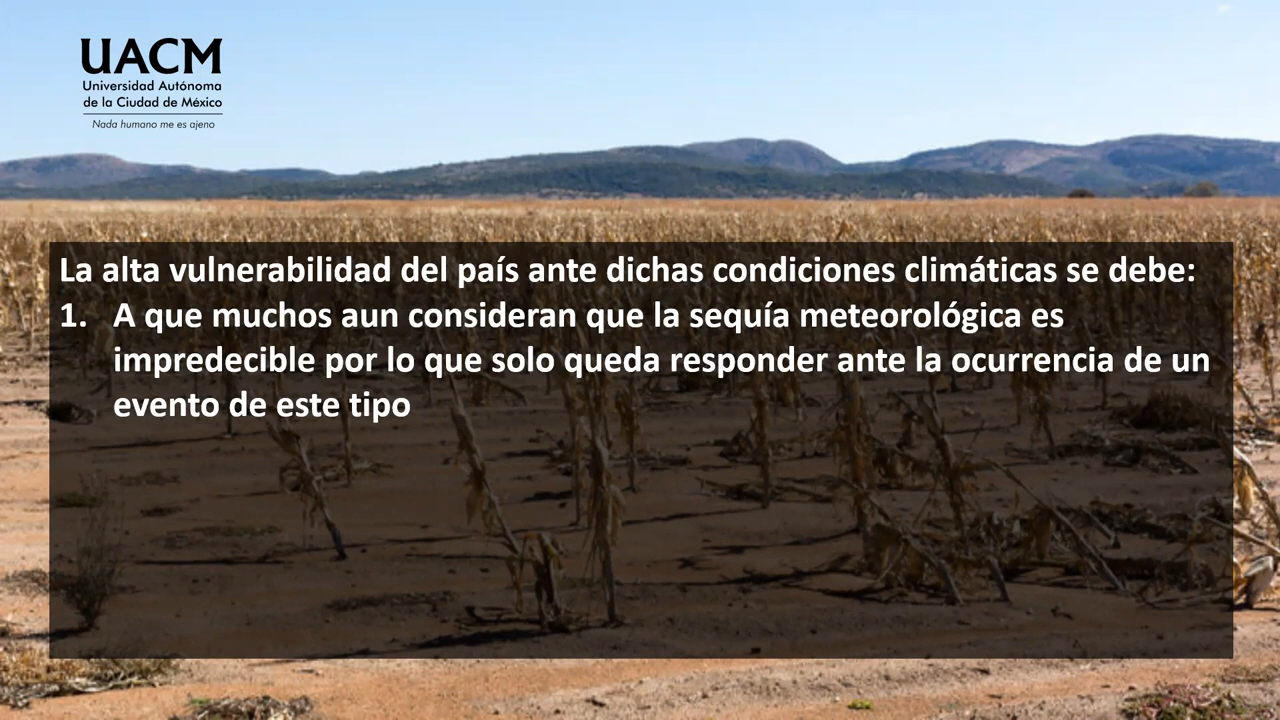 UACM
Universidad Autónoma
de la Ciudad de México
Nada humano me es ajeno
La alta vulnerabilidad del país ante dichas condiciones climáticas se debe:
1. A que muchos aun consideran que la sequía meteorológica es
impredecible por lo que solo queda responder ante la ocurrencia de un
evento de este tipo